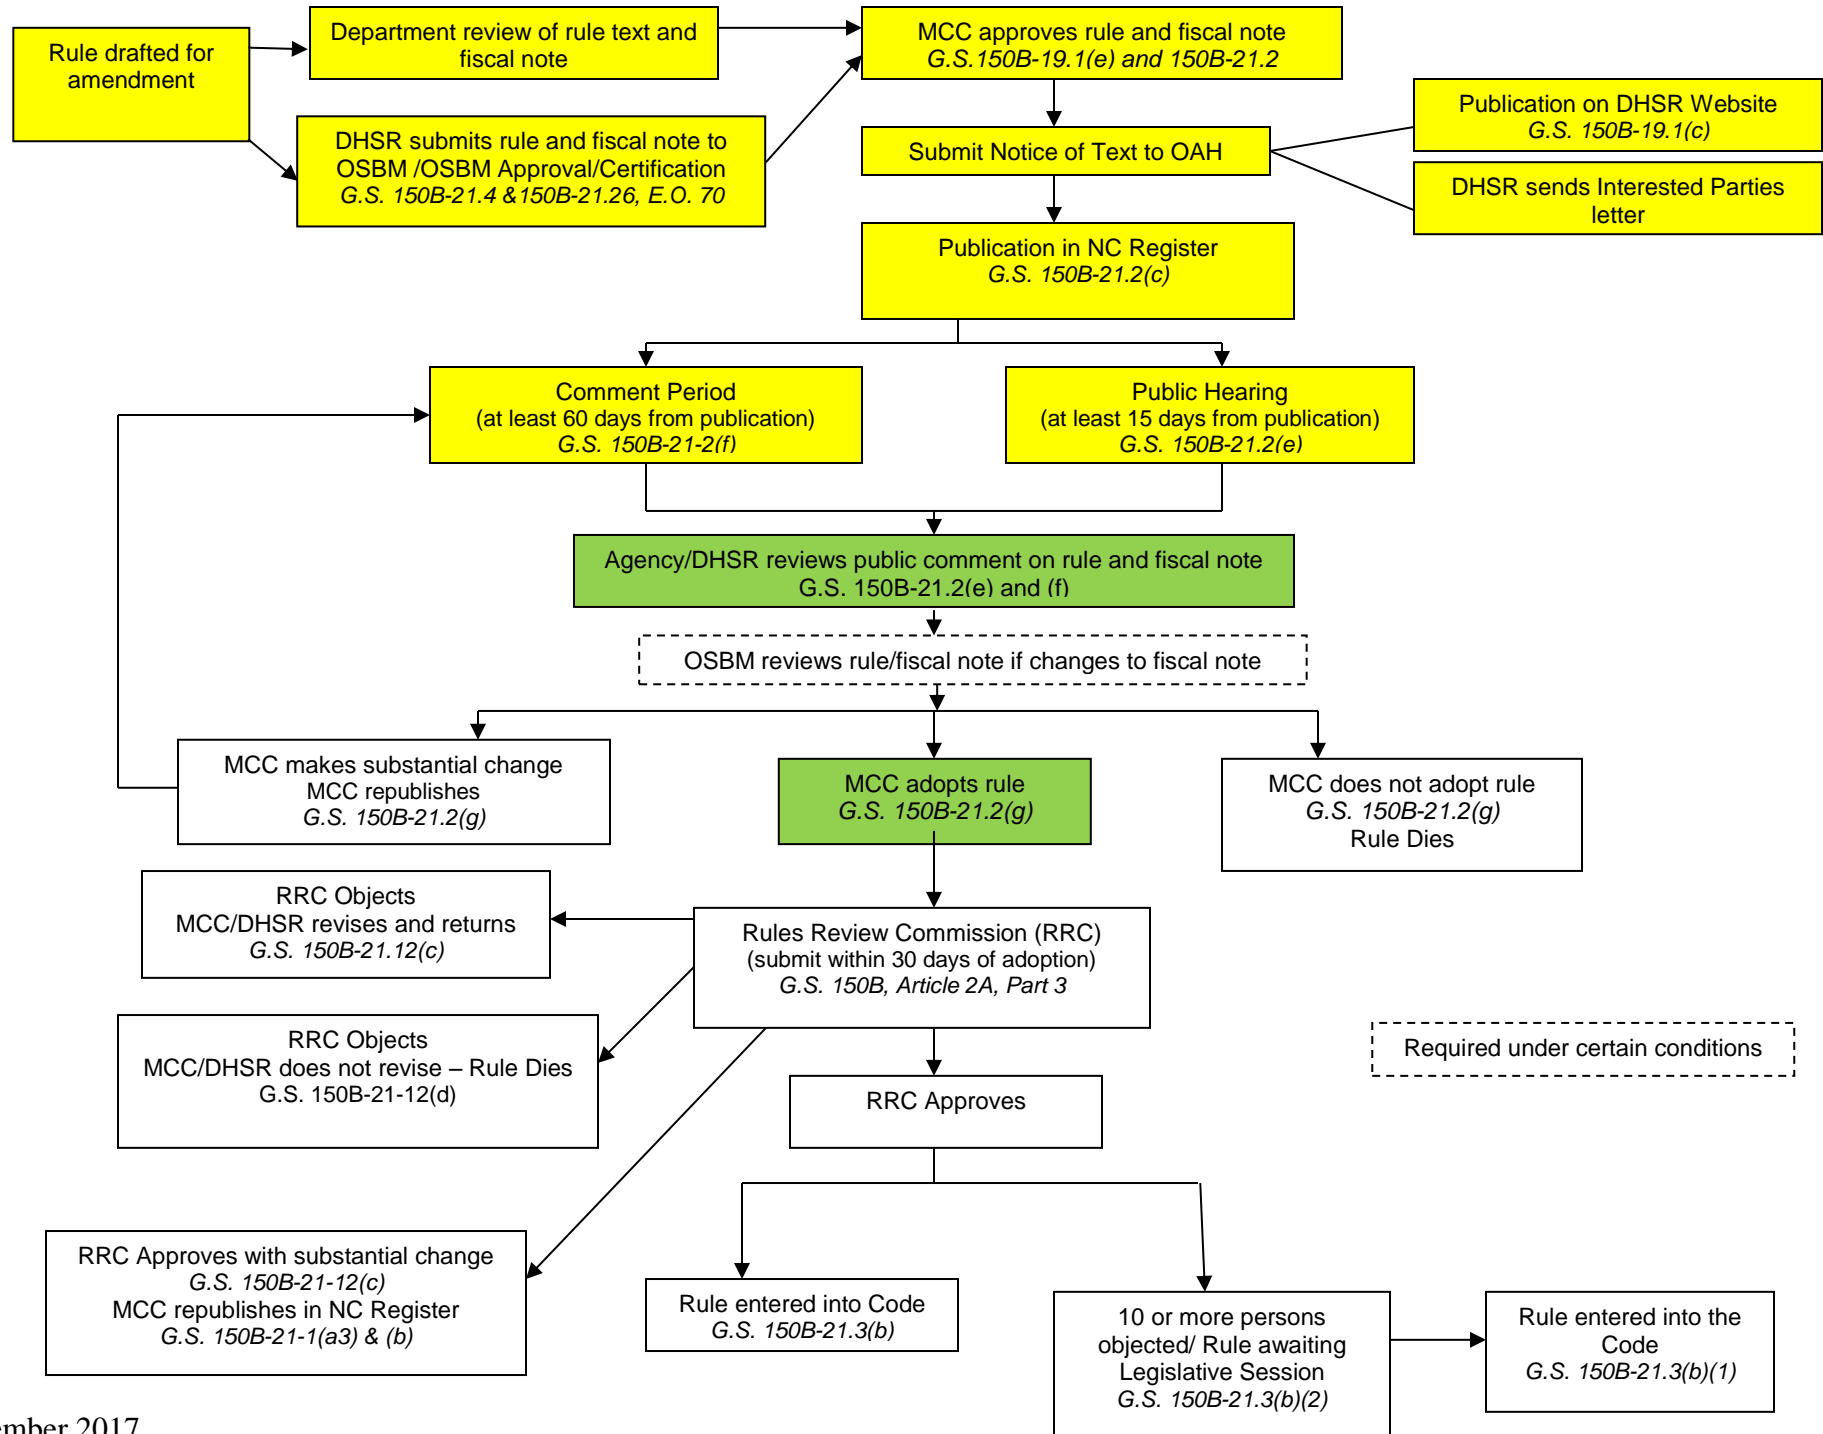 Rule drafted for
amendment
Department review of rule text and
fiscal note
MCC approves rule and fiscal note
G.S.150B-19.1(e) and 150B-21.2
DHSR submits rule and fiscal note to
OSBM /OSBM Approval/Certification
G.S. 150B-21.4 &150B-21.26, E.O. 70
Submit Notice of Text to OAH
Publication on DHSR Website
G.S. 150B-19.1(c)
DHSR sends Interested Parties
letter
Publication in NC Register
G.S. 150B-21.2(c)
Comment Period
(at least 60 days from publication)
G.S. 150B-21-2(f)
Public Hearing
(at least 15 days from publication)
G.S. 150B-21.2(e)
Agency/DHSR reviews public comment on rule and fiscal note
G.S. 150B-21.2(e) and (f)
OSBM reviews rule/fiscal note if changes to fiscal note
MCC makes substantial change
MCC republishes
G.S. 150B-21.2(g)
MCC adopts rule
G.S. 150B-21.2(g)
MCC does not adopt rule
G.S. 150B-21.2(g)
Rule Dies
RRC Objects
MCC/DHSR revises and returns
G.S. 150B-21.12(c)
Rules Review Commission (RRC)
(submit within 30 days of adoption)
G.S. 150B, Article 2A, Part 3
RRC Objects
MCC/DHSR does not revise – Rule Dies
G.S. 150B-21-12(d)
Required under certain conditions
RRC Approves
RRC Approves with substantial change
G.S. 150B-21-12(c)
MCC republishes in NC Register
G.S. 150B-21-1(a3) & (b)
Rule entered into Code
G.S. 150B-21.3(b)
10 or more persons
objected/ Rule awaiting
Legislative Session
G.S. 150B-21.3(b)(2)
Rule entered into the
Code
G.S. 150B-21.3(b)(1)
2017